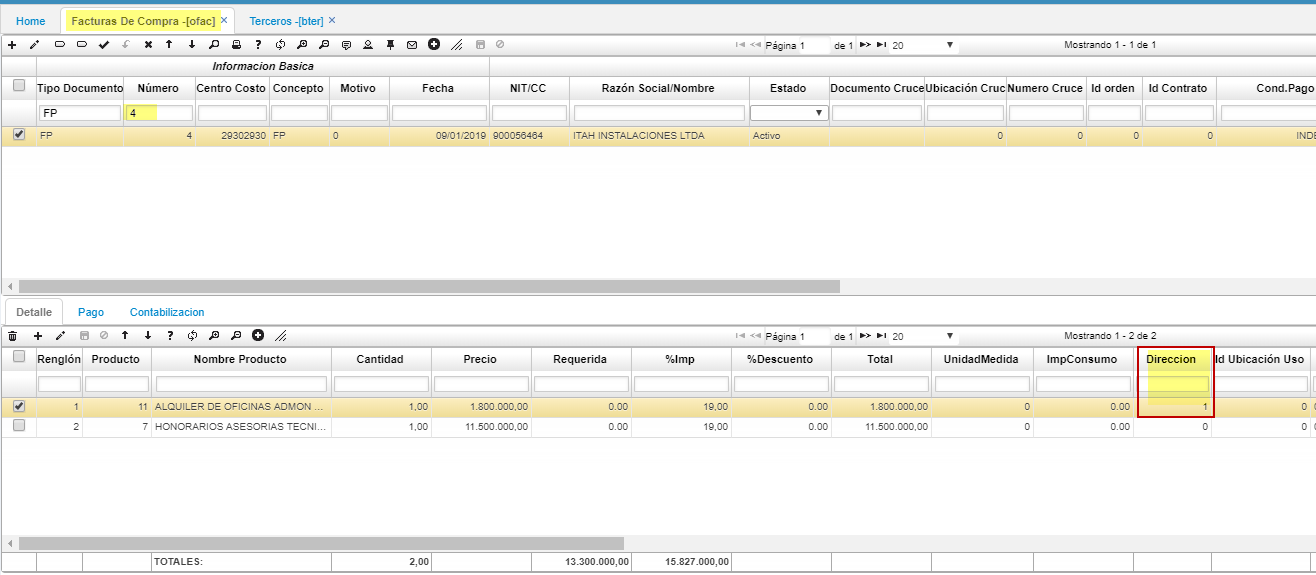 Home Facturas De Compra -[ofac] × Terceros -[bter] ×
Página 1 de 1 20 Mostrando 1 - 1 de 1
Informacion Basica
Tipo Documento Número Centro Costo Concepto Motivo Fecha NIT/CC Razón Social/Nombre Estado Documento Cruce Ubicación Cruc Numero Cruce Id orden Id Contrato Cond.Pago
FP 4
FP 4 29302930 FP 0 09/01/2019 900056464 ITAH INSTALACIONES LTDA Activo 0 0 0 0 INDE
Detalle Pago Contabilizacion
Página 1 de 1 20 Mostrando 1 - 2 de 2
Renglón Producto Nombre Producto Cantidad Precio Requerida %Imp %Descuento Total UnidadMedida ImpConsumo Direccion Id Ubicación Uso
1 11 ALQUILER DE OFICINAS ADMON ... 1,00 1.800.000,00 0.00 19,00 0.00 1.800.000,00 0 0.00 1 0
2 7 HONORARIOS ASESORIAS TECNI... 1,00 11.500.000,00 0.00 19,00 0.00 11.500.000,00 0 0.00 0 0
TOTALES: 2,00 13.300.000,00 15.827.000,00